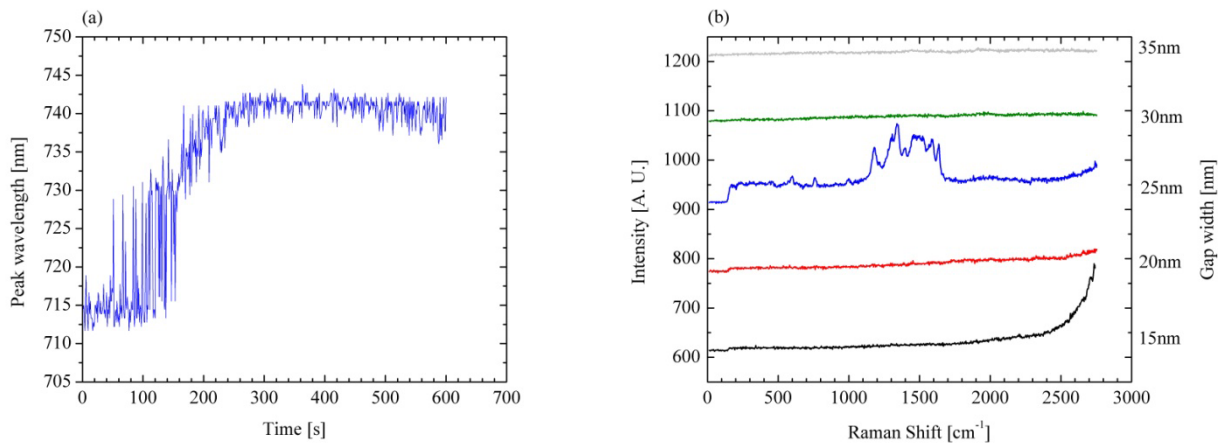 (a)
750
745
740
735
730
725
720
715
710
705
Peak wavelength [nm]
0 100 200 300 400 500 600 700
Time [s]
(b)
1200
1100
1000
900
800
700
600
Intensity [A. U.]
35nm
30nm
25nm
20nm
15nm
Gap width [nm]
0 500 1000 1500 2000 2500 3000
Raman Shift [cm⁻¹]